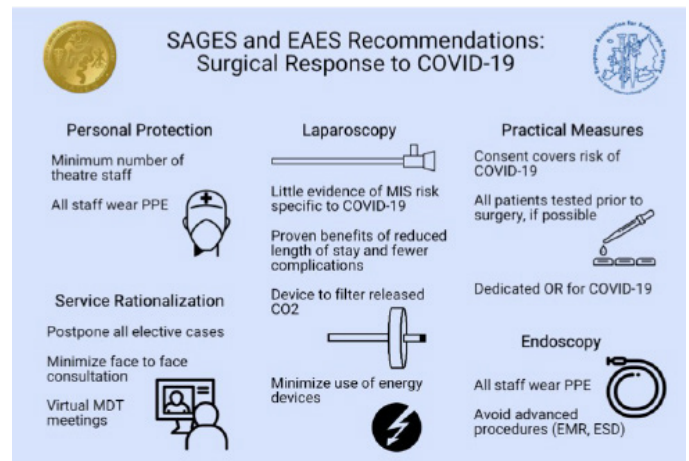 SAGES and EAES Recommendations:
Surgical Response to COVID-19
Personal Protection
Minimum number of
theatre staff
All staff wear PPE
Service Rationalization
Postpone all elective cases
Minimize face to face
consultation
Virtual MDT
meetings
Laparoscopy
Little evidence of MIS risk
specific to COVID-19
Proven benefits of reduced
length of stay and fewer
complications
Device to filter released
CO2
Minimize use of energy
devices
Practical Measures
Consent covers risk of
COVID-19
All patients tested prior to
surgery, if possible
Dedicated OR for COVID-19
Endoscopy
All staff wear PPE
Avoid advanced
procedures (EMR, ESD)